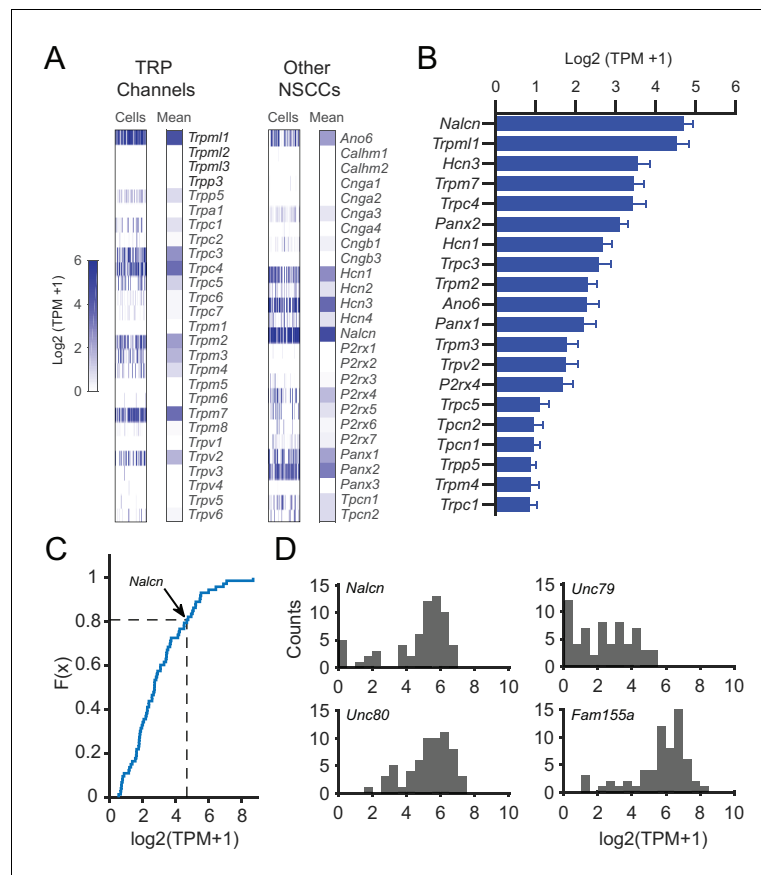 A
TRP
Channels
Other
NSCCs
Cells Mean
Cells Mean
Trpml1
Trpml2
Trpml3
Trpp3
Trpp5
Trpa1
Trpc1
Trpc2
Trpc3
Trpc4
Trpc5
Trpc6
Trpc7
Trpm1
Trpm2
Trpm3
Trpm4
Trpm5
Trpm6
Trpm7
Trpm8
Trpv1
Trpv2
Trpv3
Trpv4
Trpv5
Trpv6
Ano6
Calhm1
Calhm2
Cnga1
Cnga2
Cnga3
Cnga4
Cngb1
Cngb3
Hcn1
Hcn2
Hcn3
Hcn4
Nalcn
P2rx1
P2rx2
P2rx3
P2rx4
P2rx5
P2rx6
P2rx7
Panx1
Panx2
Panx3
Tpcn1
Tpcn2
Log2 (TPM +1)
6
4
2
0
B
Log2 (TPM +1)
0 1 2 3 4 5 6
Nalcn
Trpml1
Hcn3
Trpm7
Trpc4
Panx2
Hcn1
Trpc3
Trpm2
Ano6
Panx1
Trpm3
Trpv2
P2rx4
Trpc5
Tpcn2
Tpcn1
Trpp5
Trpm4
Trpc1
C
F(x)
1
0.8
0.6
0.4
0.2
0
Nalcn
0 2 4 6 8
log2(TPM+1)
D
Counts
15
10
5
0
Nalcn
0 2 4 6 8 10
15
10
5
0
Unc79
0 2 4 6 8 10
15
10
5
0
Unc80
0 2 4 6 8 10
15
10
5
0
Fam155a
0 2 4 6 8 10
log2(TPM+1)